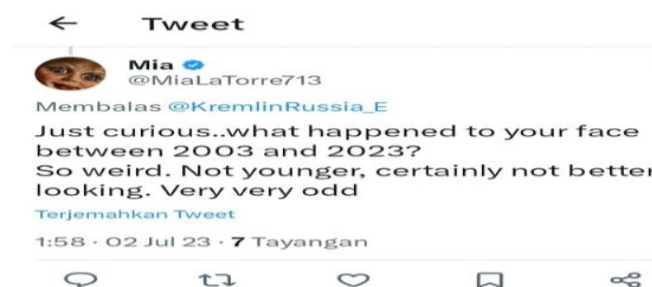 Tweet
Mia
@MiaLaTorre713
Membalas @KremlinRussia_E
Just curious..what happened to your face
between 2003 and 2023?
So weird. Not younger, certainly not better
looking. Very very odd
Terjemahkan Tweet
1:58 · 02 Jul 23 · 7 Tayangan